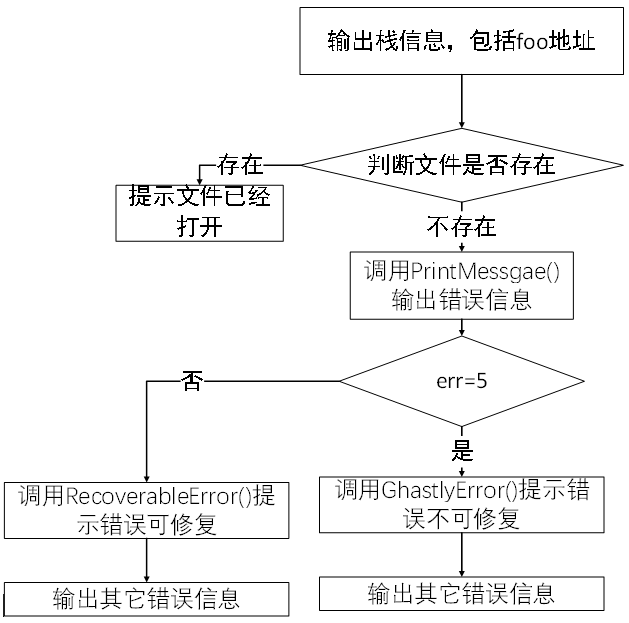 输出栈信息，包括foo地址
判断文件是否存在
存在
提示文件已经
打开
不存在
调用PrintMessgae()
输出错误信息
err=5
否
是
调用RecoverableError()提
示错误可修复
调用GhastlyError()提示错
误不可修复
输出其它错误信息
输出其它错误信息